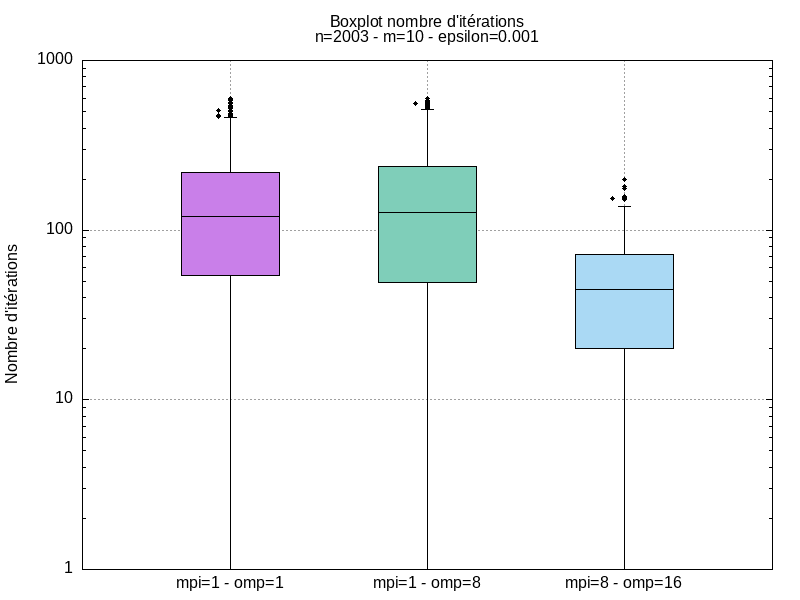 Boxplot nombre d'itérations
n=2003 - m=10 - epsilon=0.001
1000
100
10
1
Nombre d'itérations
mpi=1 - omp=1
mpi=1 - omp=8
mpi=8 - omp=16